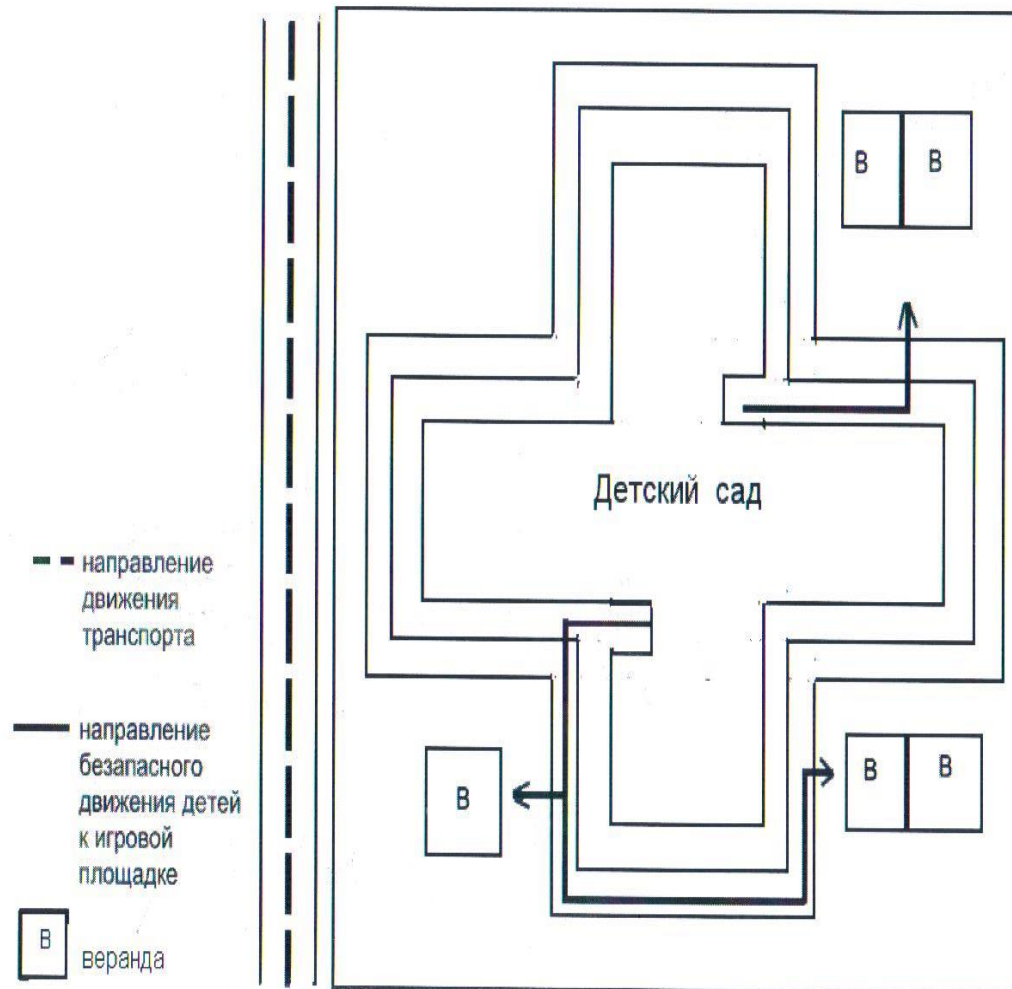 В В
Детский сад
направление
движения
транспорта
направление
безапасного
движения детей
к игровой
площадке
В
В В
В
веранда